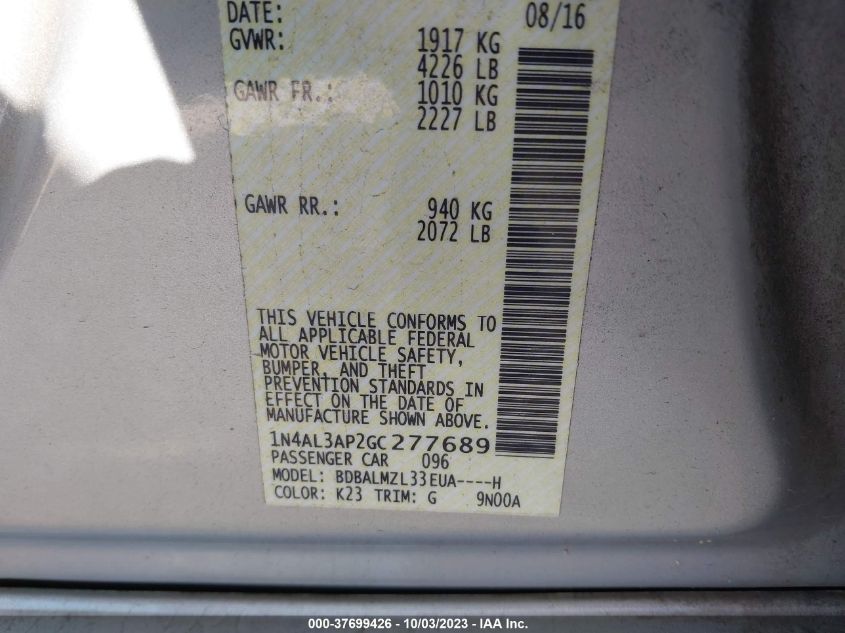 DATE: 08/16
GVWR: 1917 KG
4226 LB
GAWR FR.: 1010 KG
2227 LB
GAWR RR.: 940 KG
2072 LB
THIS VEHICLE CONFORMS TO
ALL APPLICABLE FEDERAL
MOTOR VEHICLE SAFETY,
BUMPER, AND THEFT
PREVENTION STANDARDS IN
EFFECT ON THE DATE OF
MANUFACTURE SHOWN ABOVE.
1N4AL3AP2GC277689
PASSENGER CAR 096
MODEL: BDBALMZL33EUA----H
COLOR: K23 TRIM: G 9N00A
000-37699426 - 10/03/2023 - IAA Inc.